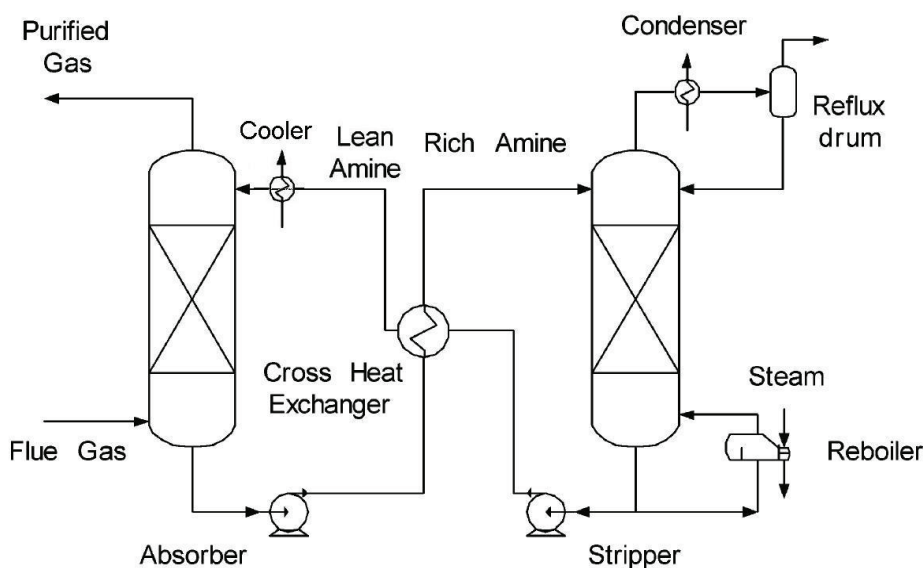 Purified
Gas
Cooler
Lean
Amine
Rich Amine
Condenser
Reflux
drum
Cross Heat
Exchanger
Steam
Flue Gas
Reboiler
Absorber
Stripper